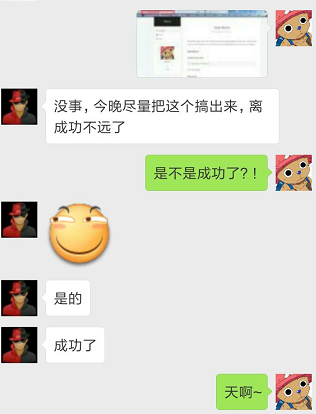 没事，今晚尽量把这个搞出来，离
成功不远了
是不是成功了？！
是的
成功了
天啊~